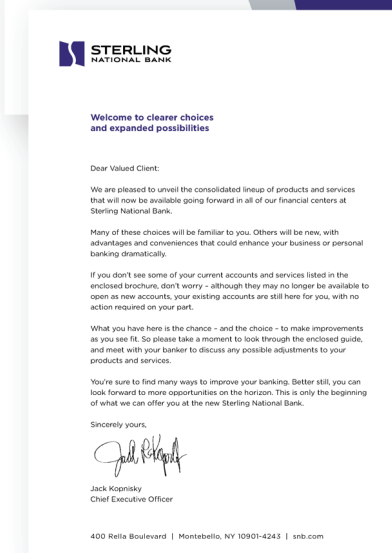 STERLING
NATIONAL BANK
Welcome to clearer choices
and expanded possibilities
Dear Valued Client:
We are pleased to unveil the consolidated lineup of products and services
that will now be available going forward in all of our financial centers at
Sterling National Bank.
Many of these choices will be familiar to you. Others will be new, with
advantages and conveniences that could enhance your business or personal
banking dramatically.
If you don't see some of your current accounts and services listed in the
enclosed brochure, don't worry – although they may no longer be available to
open as new accounts, your existing accounts are still here for you, with no
action required on your part.
What you have here is the chance – and the choice – to make improvements
as you see fit. So please take a moment to look through the enclosed guide,
and meet with your banker to discuss any possible adjustments to your
products and services.
You're sure to find many ways to improve your banking. Better still, you can
look forward to more opportunities on the horizon. This is only the beginning
of what we can offer you at the new Sterling National Bank.
Sincerely yours,
Jack Kopnisky
Chief Executive Officer
400 Rella Boulevard | Montebello, NY 10901-4243 | snb.com